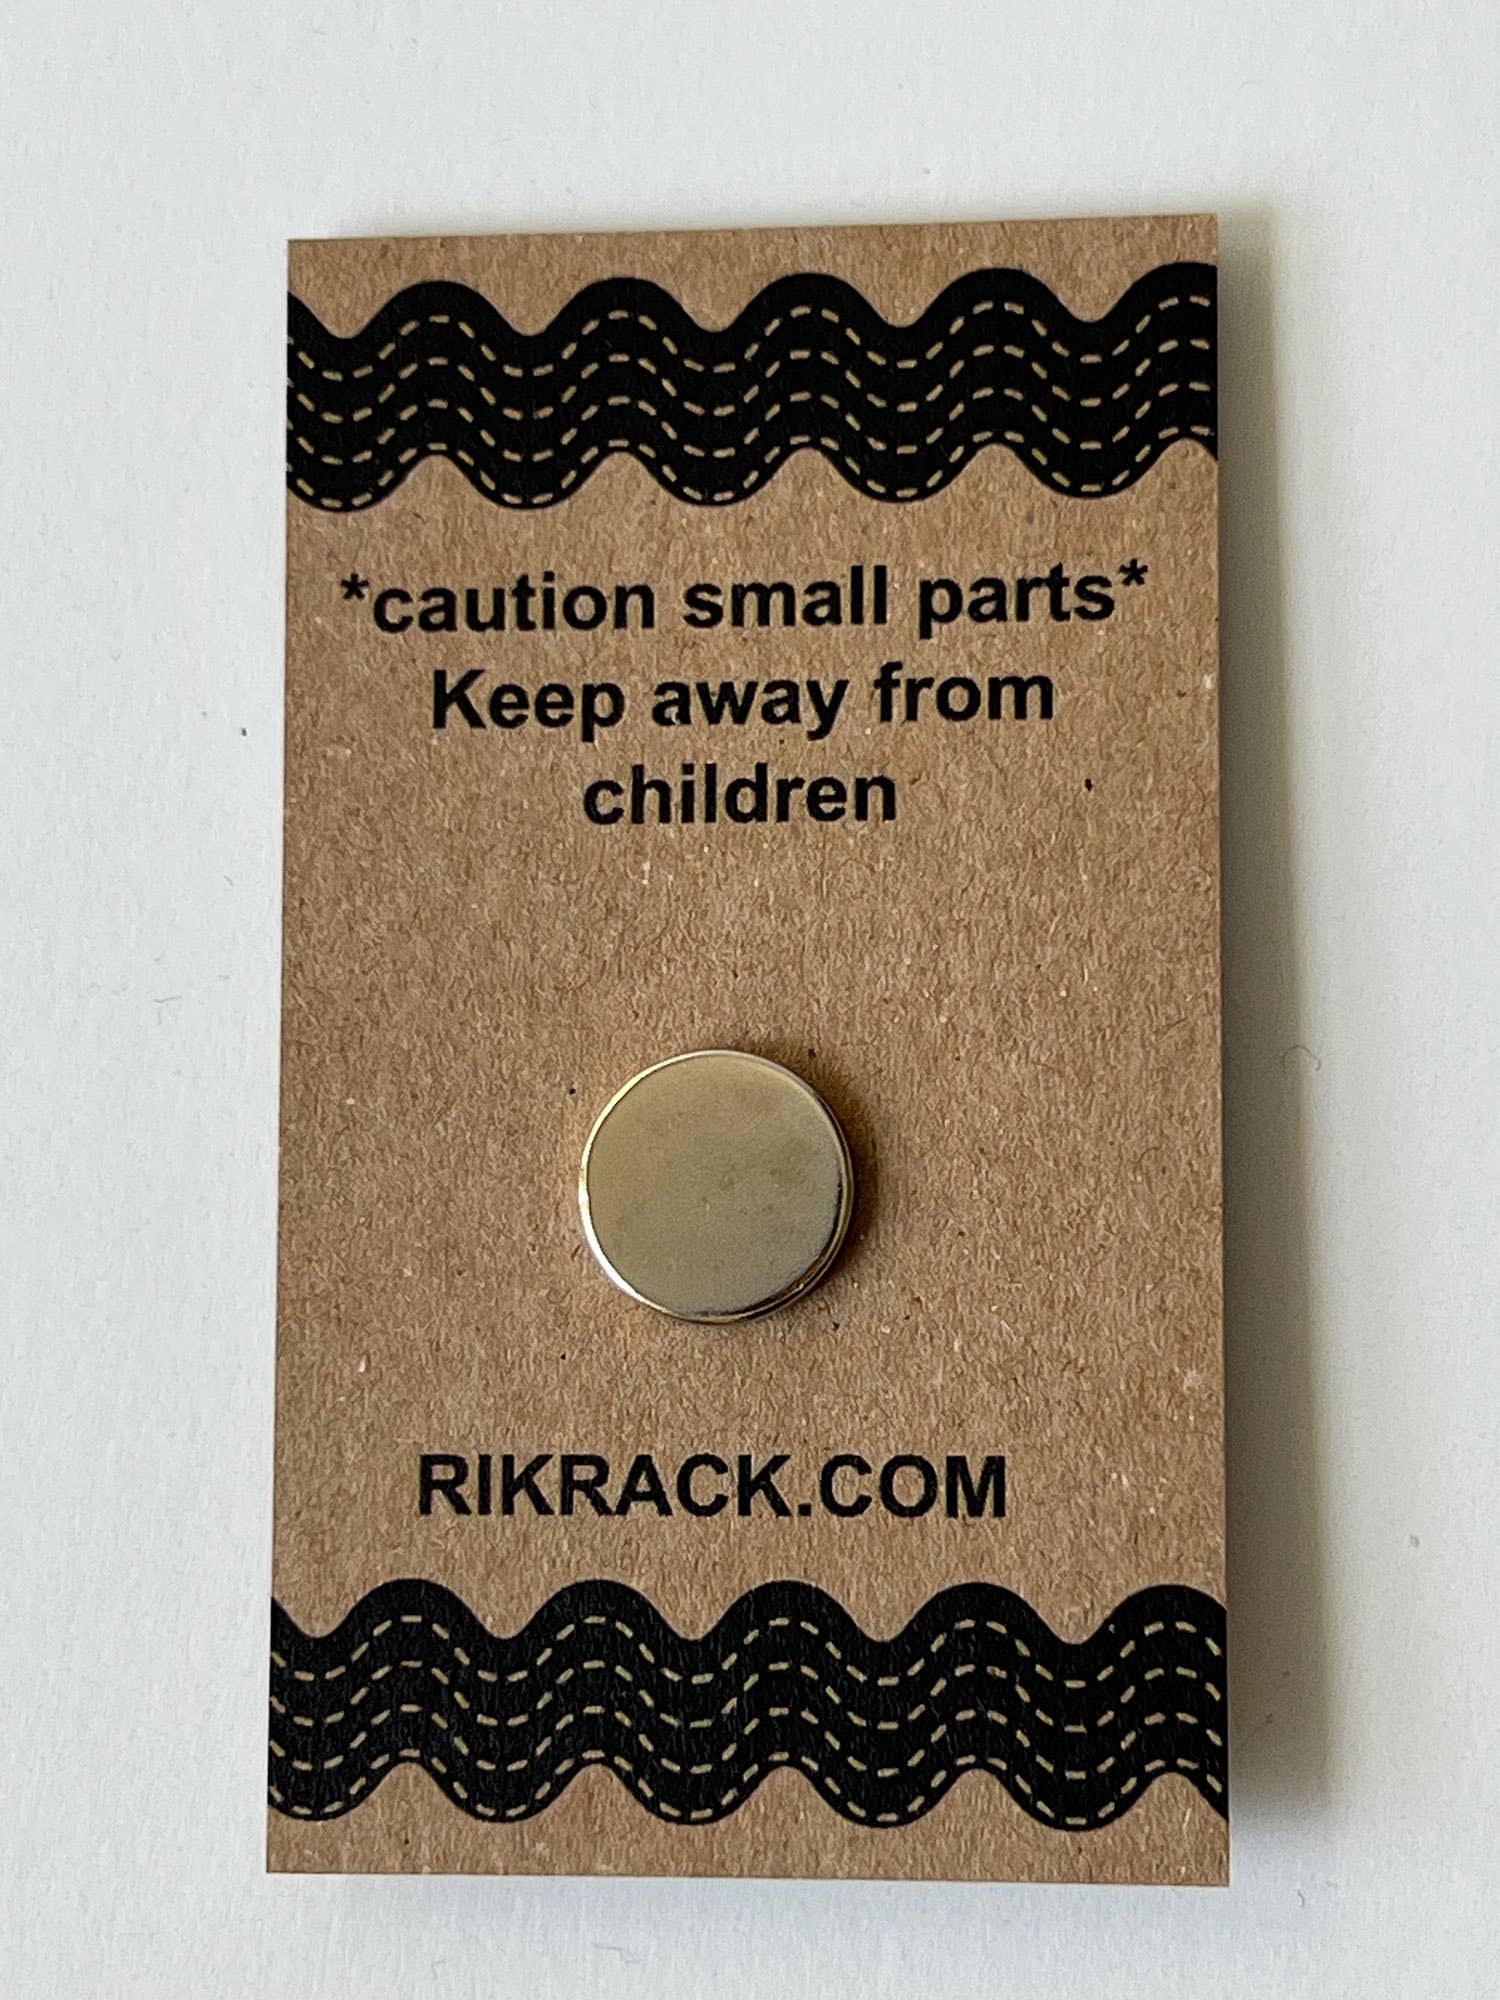 *caution small parts*
Keep away from
children
RIKRACK.COM